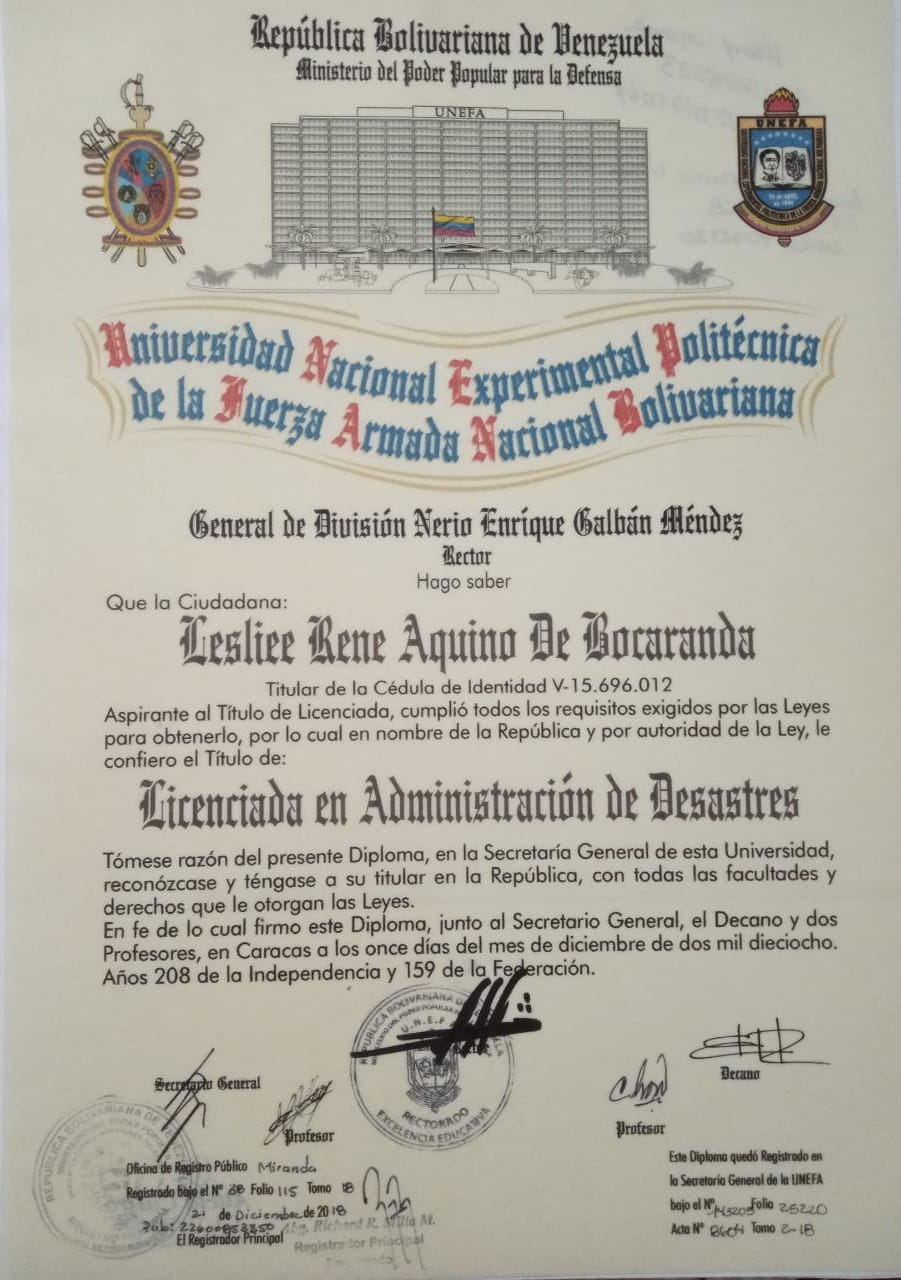 República Bolivariana de Venezuela
Ministerio del Poder Popular para la Defensa
UNEFA
UNEFA
Universidad Nacional Experimental Politécnica
de la Fuerza Armada Nacional Bolivariana
General de División Nerio Enrique Galbán Méndez
Rector
Hago saber
Que la Ciudadana:
Lesliee Rene Aquino De Bocaranda
Titular de la Cédula de Identidad V-15.696.012
Aspirante al Título de Licenciada, cumplió todos los requisitos exigidos por las Leyes
para obtenerlo, por lo cual en nombre de la República y por autoridad de la Ley, le
confiero el Título de:
Licenciada en Administración de Desastres
Tómese razón del presente Diploma, en la Secretaría General de esta Universidad,
reconózcase y téngase a su titular en la República, con todas las facultades y
derechos que le otorgan las Leyes.
En fe de lo cual firmo este Diploma, junto al Secretario General, el Decano y dos
Profesores, en Caracas a los once días del mes de diciembre de dos mil dieciocho.
Años 208 de la Independencia y 159 de la Federación.
RECTORADO
EXCELENCIA EDUCATIVA
Secretario General
Profesor
Profesor
Decano
Oficina de Registro Público Miranda
Registrado bajo el Nº 68 Folio 115 Tomo 18
21 de Diciembre de 2018
El Registrador Principal
Abg. Richard R. M.
Registrador Principal
Este Diploma quedó Registrado en
la Secretaría General de la UNEFA
bajo el Nº Folio 25220
Acta Nº Tomo 2-18